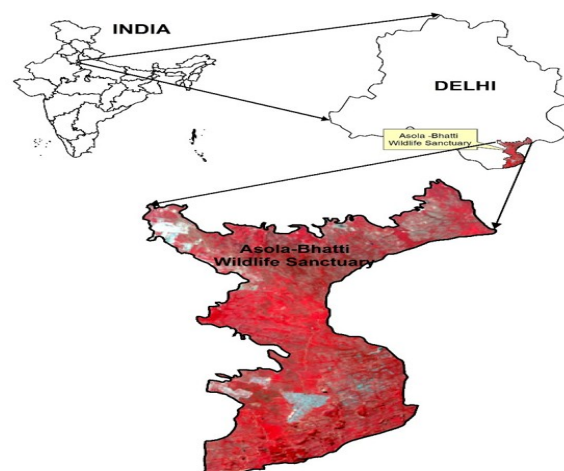 INDIA
DELHI
Asola -Bhatti
Wildlife Sanctuary
Asola-Bhatti
Wildlife Sanctuary